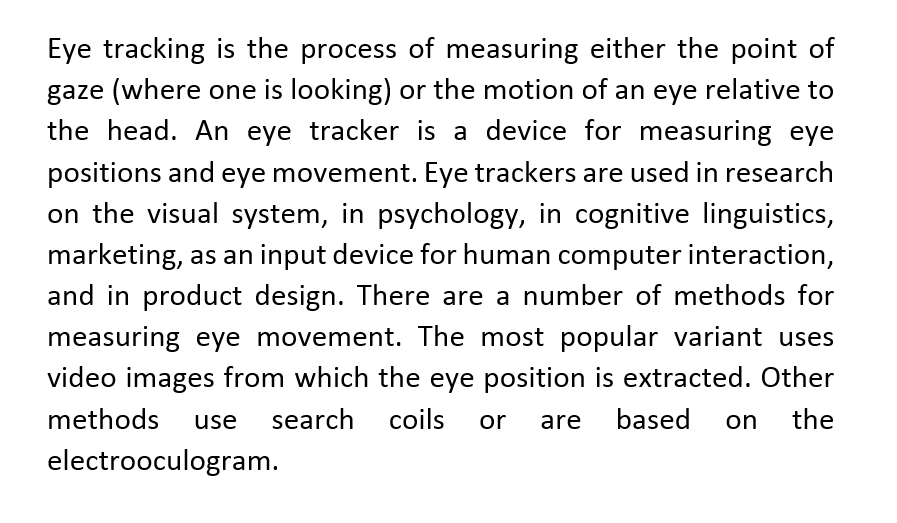 Eye tracking is the process of measuring either the point of
gaze (where one is looking) or the motion of an eye relative to
the head. An eye tracker is a device for measuring eye
positions and eye movement. Eye trackers are used in research
on the visual system, in psychology, in cognitive linguistics,
marketing, as an input device for human computer interaction,
and in product design. There are a number of methods for
measuring eye movement. The most popular variant uses
video images from which the eye position is extracted. Other
methods use search coils or are based on the
electrooculogram.